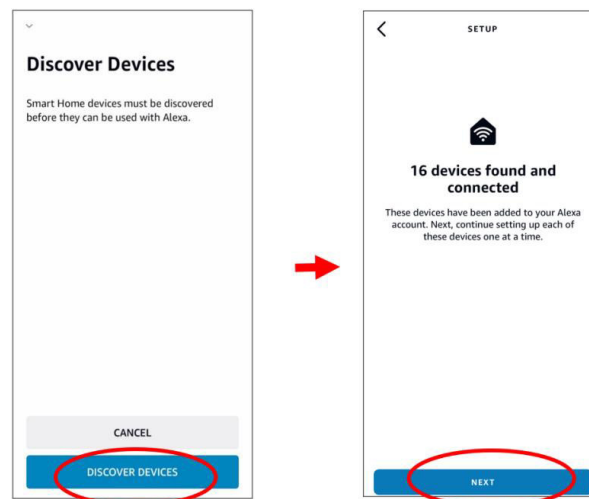 Discover Devices
Smart Home devices must be discovered
before they can be used with Alexa.
CANCEL
DISCOVER DEVICES
SETUP
16 devices found and
connected
These devices have been added to your Alexa
account. Next, continue setting up each of
these devices one at a time.
NEXT